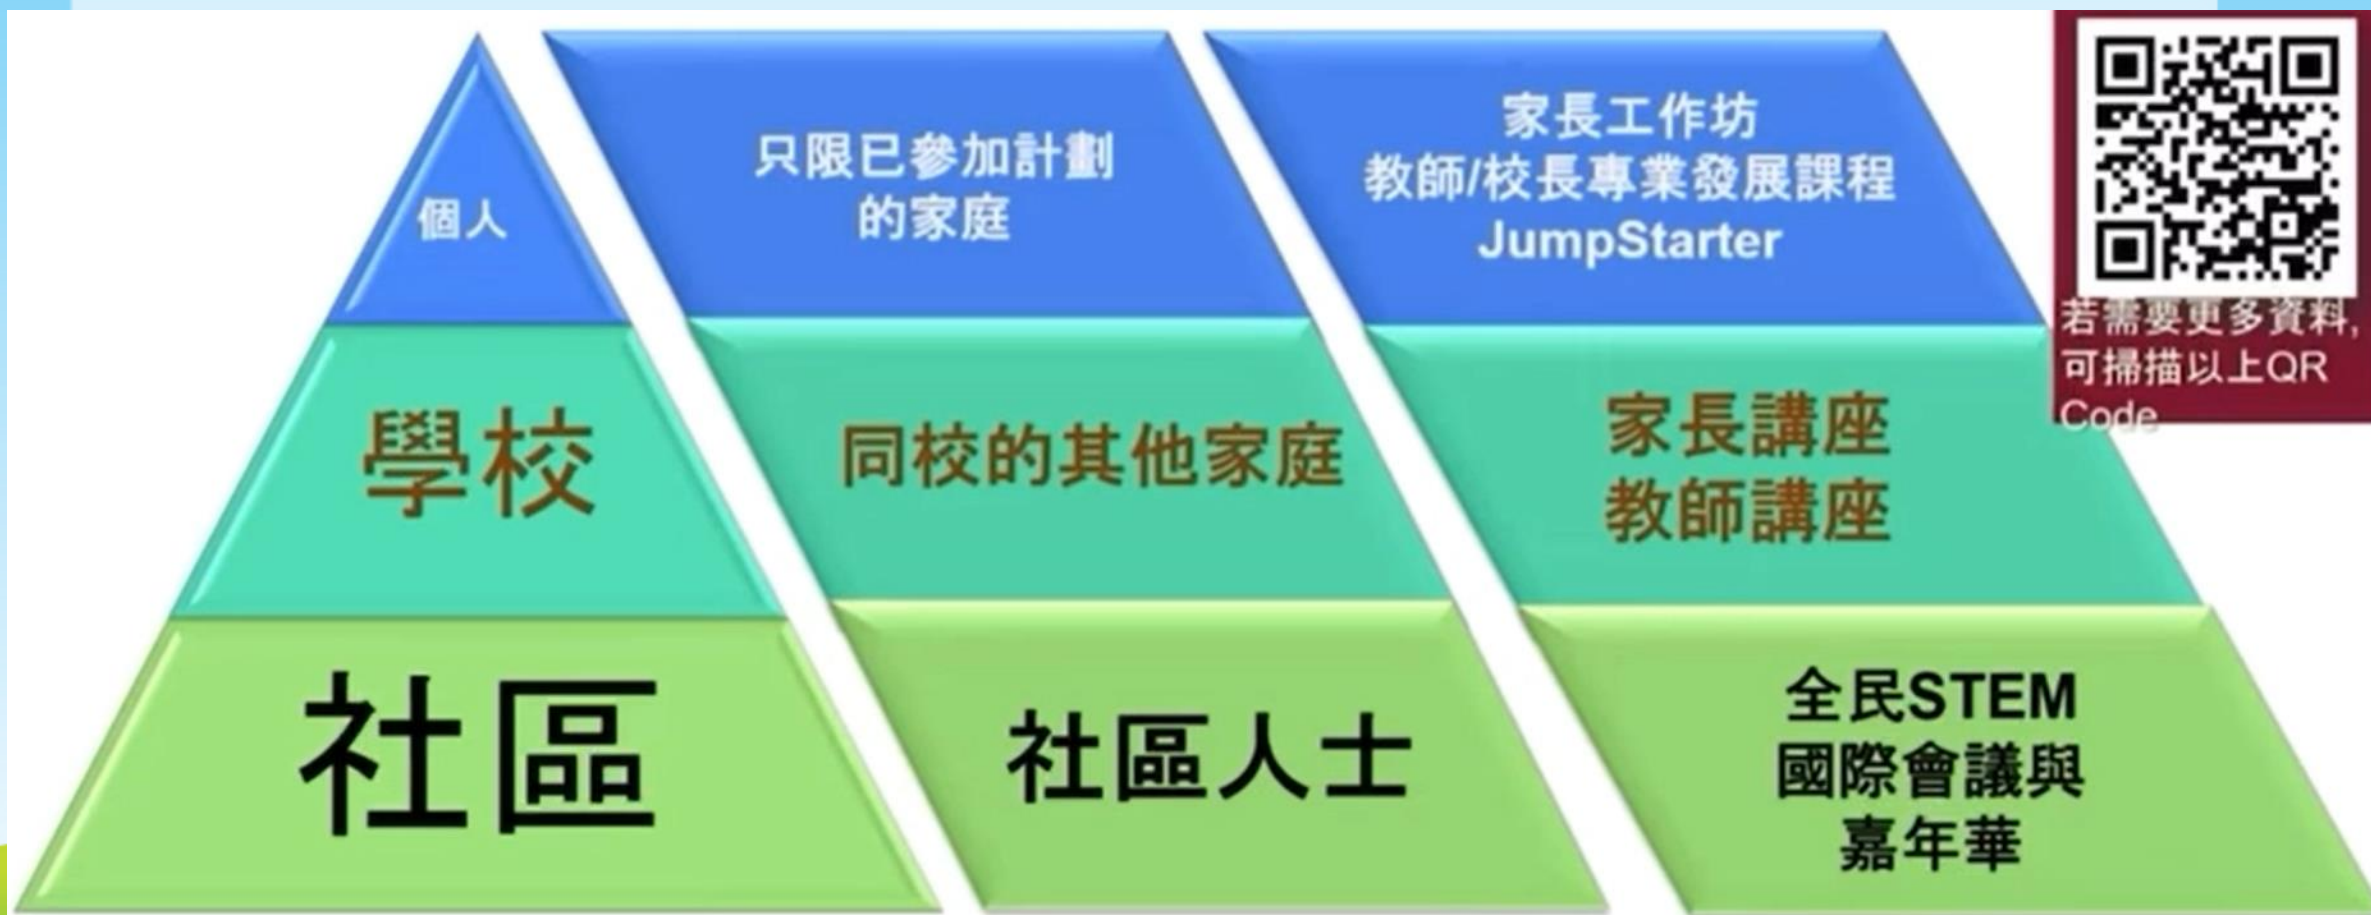 個人
只限已參加計劃
的家庭
家長工作坊
教師/校長專業發展課程
JumpStarter
若需要更多資料,
可掃描以上QR
Code
學校
同校的其他家庭
家長講座
教師講座
社區
社區人士
全民STEM
國際會議與
嘉年華